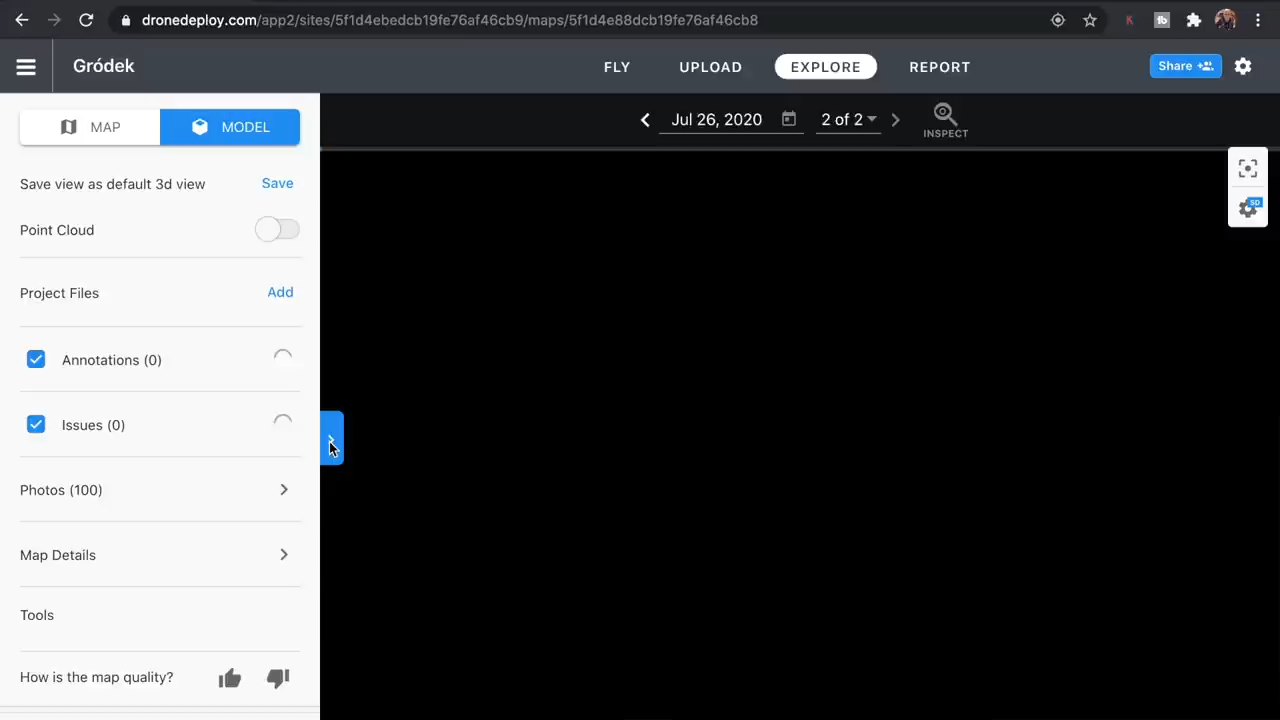 dronedeploy.com/app2/sites/5f1d4ebedcb19fe76af46cb9/maps/5f1d4e88dcb19fe76af46cb8
K
tb
Gródek
FLY
UPLOAD
EXPLORE
REPORT
Share
MAP
MODEL
Jul 26, 2020
2 of 2
INSPECT
Save view as default 3d view
Save
SD
Point Cloud
Project Files
Add
Annotations (0)
Issues (0)
Photos (100)
Map Details
Tools
How is the map quality?